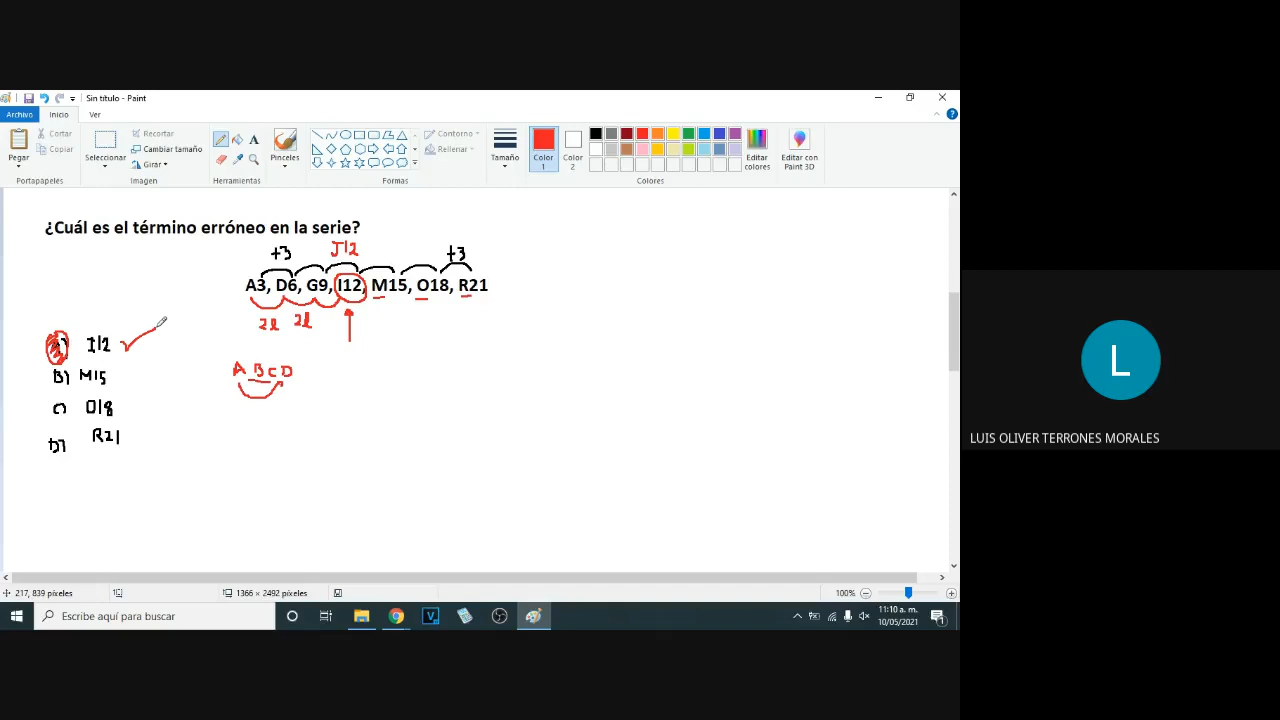 Sin título - Paint
Archivo Inicio Ver
Pegar
Cortar
Copiar
Portapapeles
Seleccionar
Recortar
Cambiar tamaño
Girar
Imagen
A
Herramientas
Pinceles
Contorno
Rellenar
Formas
Tamaño
Color 1
Color 2
Editar colores
Editar con Paint 3D
Colores
¿Cuál es el término erróneo en la serie?
+3 J12 +3
A3, D6, G9, I12, M15, O18, R21
2l 2l
I12
B) M15
O18
D) R21
A B C D
L
LUIS OLIVER TERRONES MORALES
217, 839 píxeles
1366 × 2492 píxeles
100%
Escribe aquí para buscar
V
11:10 a. m.
10/05/2021
1